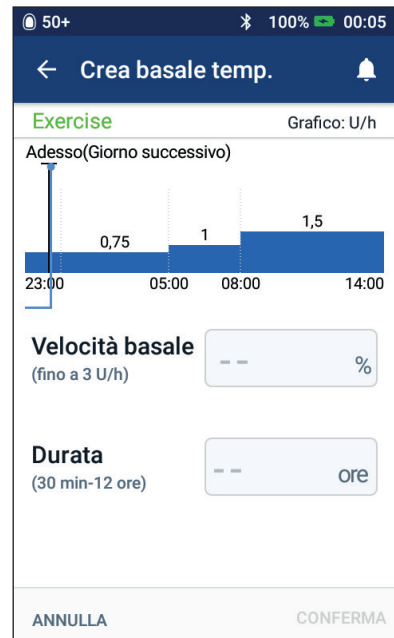 50+ 100% 00:05
Crea basale temp.
Exercise Grafico: U/h
Adesso(Giorno successivo)
0,75 1 1,5
23:00 05:00 08:00 14:00
Velocità basale -- %
(fino a 3 U/h)
Durata -- ore
(30 min-12 ore)
ANNULLA CONFERMA